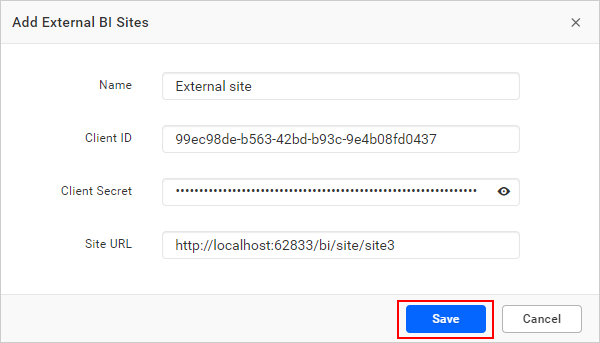 Add External BI Sites
Name
External site
Client ID
99ec98de-b563-42bd-b93c-9e4b08fd0437
Client Secret
Site URL
http://localhost:62833/bi/site/site3
Save
Cancel